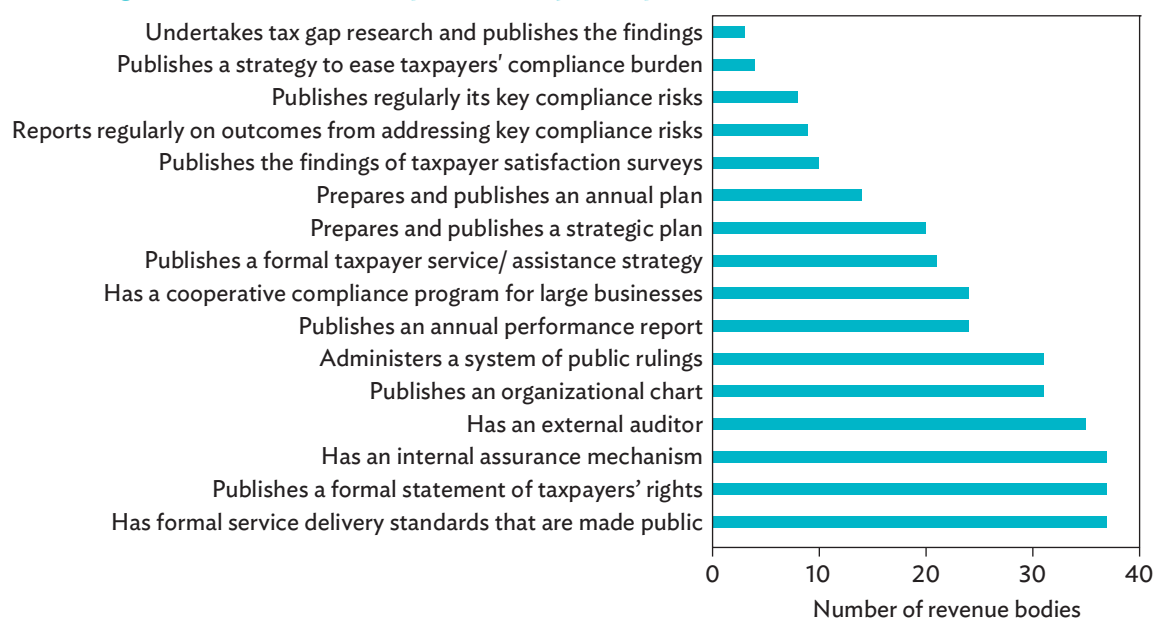 Undertakes tax gap research and publishes the findings
Publishes a strategy to ease taxpayers' compliance burden
Publishes regularly its key compliance risks
Reports regularly on outcomes from addressing key compliance risks
Publishes the findings of taxpayer satisfaction surveys
Prepares and publishes an annual plan
Prepares and publishes a strategic plan
Publishes a formal taxpayer service/ assistance strategy
Has a cooperative compliance program for large businesses
Publishes an annual performance report
Administers a system of public rulings
Publishes an organizational chart
Has an external auditor
Has an internal assurance mechanism
Publishes a formal statement of taxpayers’ rights
Has formal service delivery standards that are made public
0 10 20 30 40
Number of revenue bodies